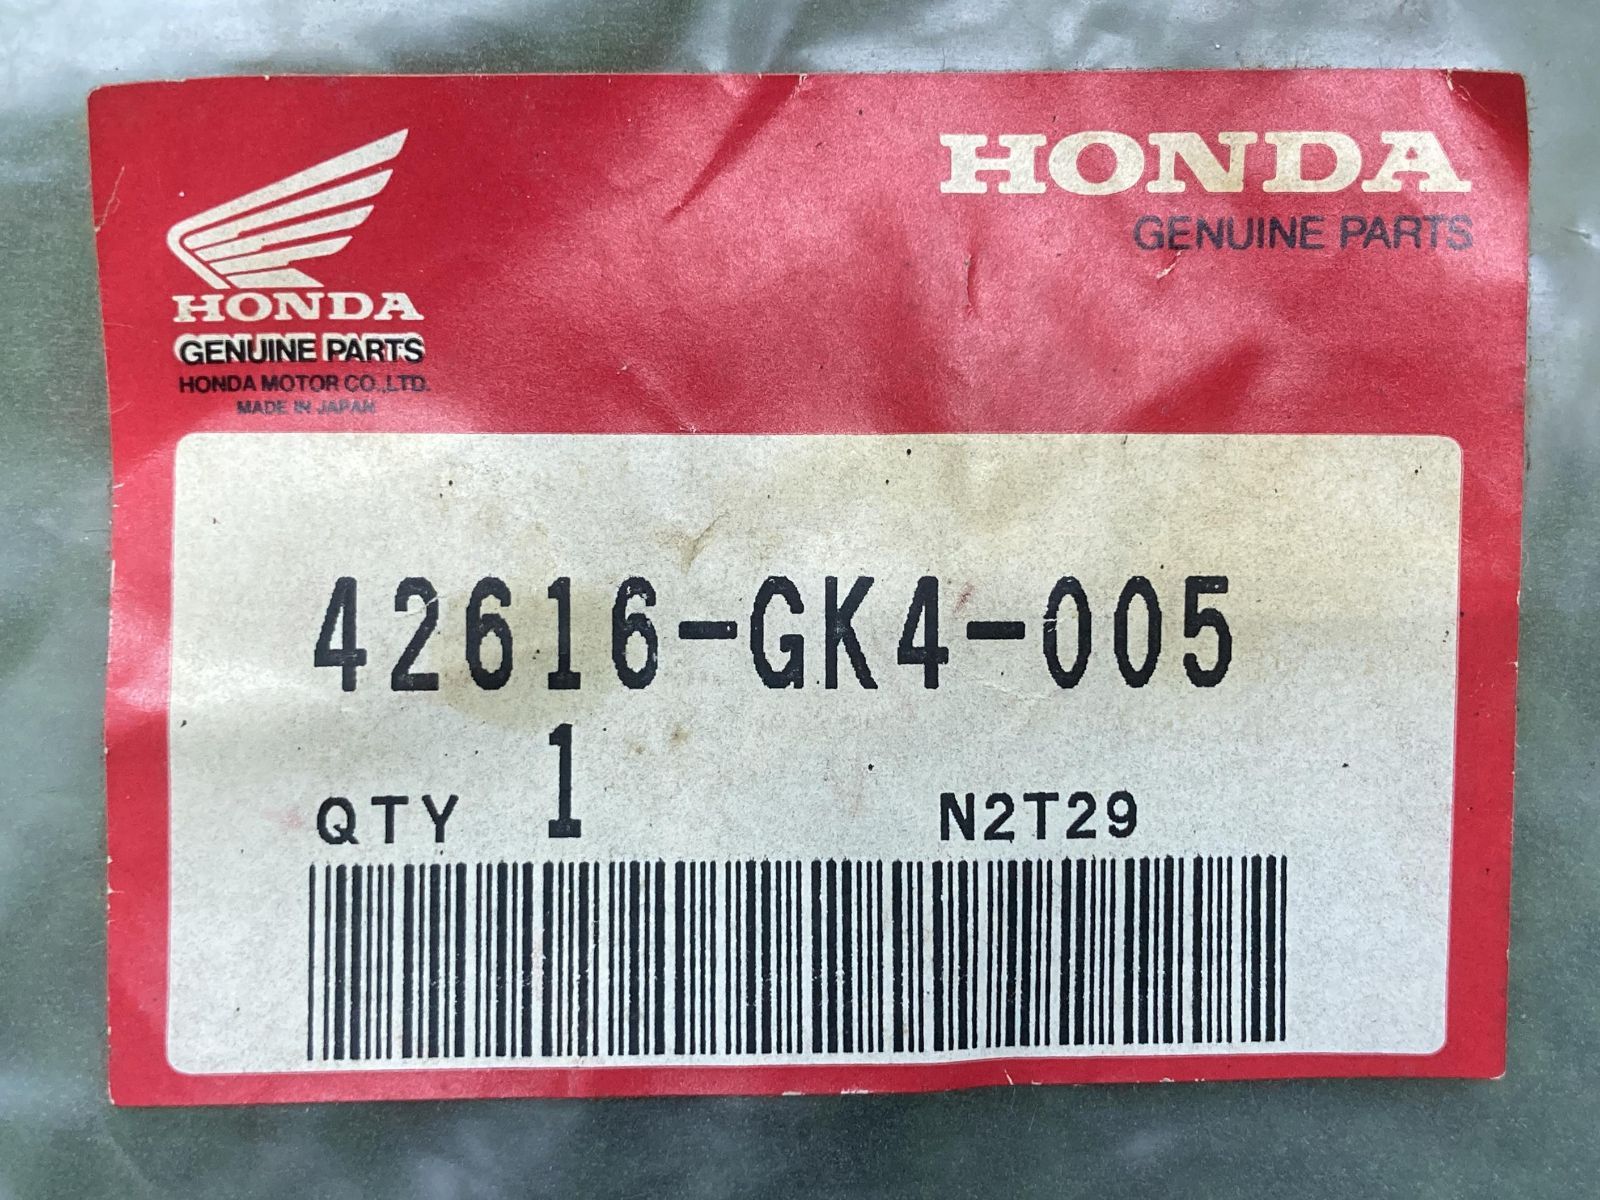 HONDA
GENUINE PARTS
HONDA
GENUINE PARTS
HONDA MOTOR CO.,LTD.
MADE IN JAPAN
42616-GK4-005
QTY 1 N2T29